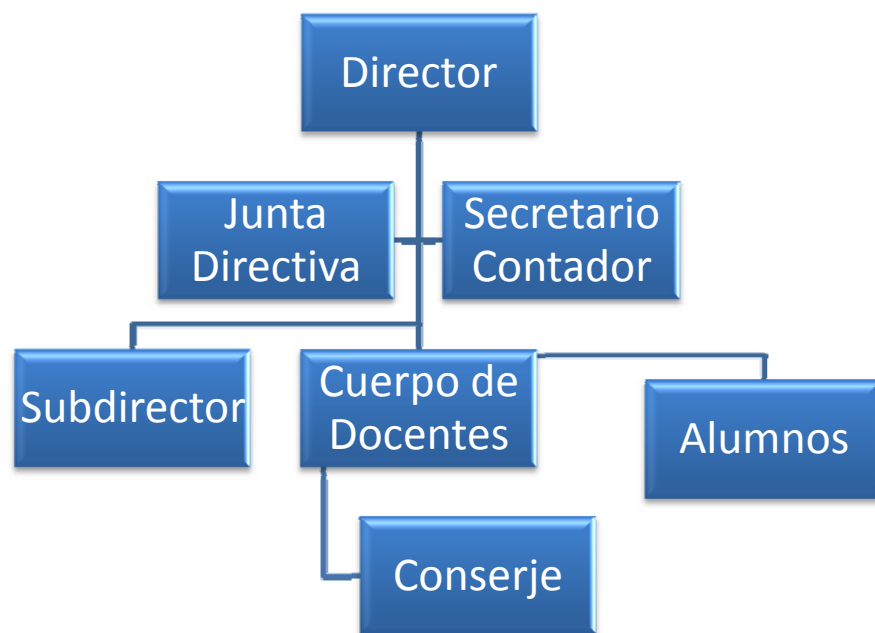 Director
Junta
Directiva
Secretario
Contador
Subdirector
Cuerpo de
Docentes
Alumnos
Conserje